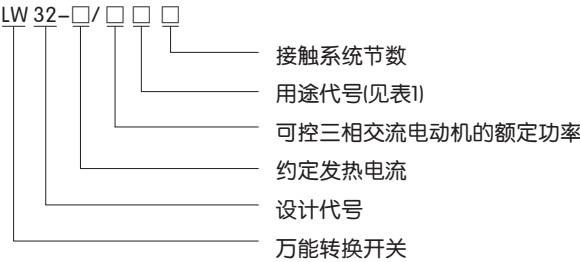 LW 32-□/□ □ □
接触系统节数
用途代号(见表1)
可控三相交流电动机的额定功率
约定发热电流
设计代号
万能转换开关